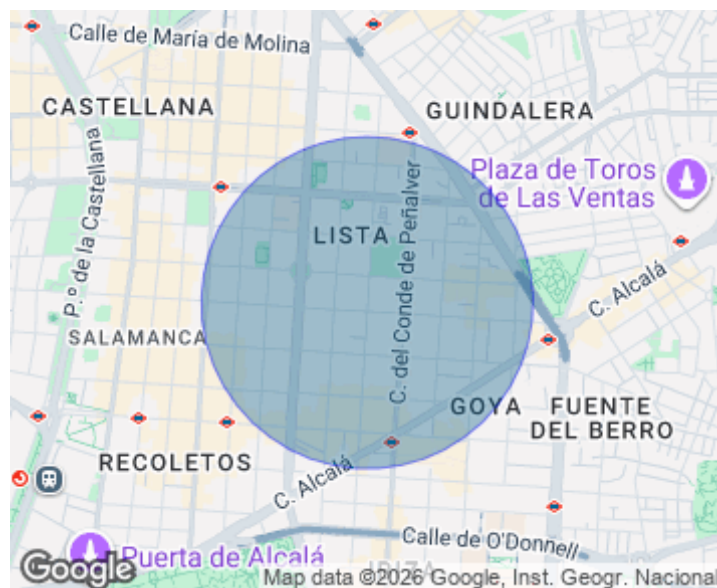 Calle de María de Molina
CASTELLANA
GUINDALERA
Plaza de Toros
de Las Ventas
P.º de la Castellana
LISTA
C. del Conde de Peñalver
C. Alcalá
SALAMANCA
GOYA
FUENTE
DEL BERRO
RECOLETOS
C. Alcalá
Calle de O'Donnell
Puerta de Alcalá
IBIZA
Google
Map data ©2026 Google, Inst. Geogr. Nacional